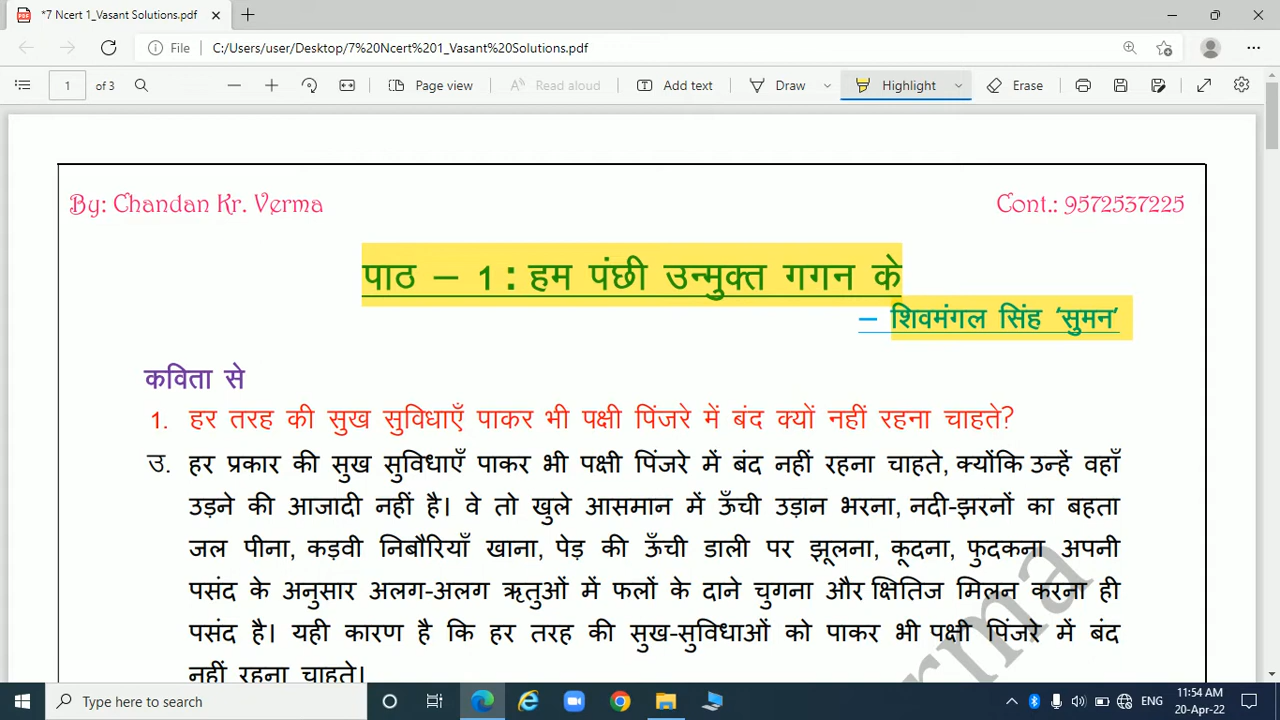 *7 Ncert 1_Vasant Solutions.pdf
File C:/Users/user/Desktop/7%20Ncert%201_Vasant%20Solutions.pdf
1 of 3 Page view Read aloud Add text Draw Highlight Erase
By: Chandan Kr. Verma Cont.: 9572537225
पाठ – 1 : हम पंछी उन्मुक्त गगन के
– शिवमंगल सिंह ‘सुमन’
कविता से
1. हर तरह की सुख सुविधाएँ पाकर भी पक्षी पिंजरे में बंद क्यों नहीं रहना चाहते?
उ. हर प्रकार की सुख सुविधाएँ पाकर भी पक्षी पिंजरे में बंद नहीं रहना चाहते, क्योंकि उन्हें वहाँ
उड़ने की आजादी नहीं है। वे तो खुले आसमान में ऊँची उड़ान भरना, नदी-झरनों का बहता
जल पीना, कड़वी निबौरियाँ खाना, पेड़ की ऊँची डाली पर झूलना, कूदना, फुदकना अपनी
पसंद के अनुसार अलग-अलग ऋतुओं में फलों के दाने चुगना और क्षितिज मिलन करना ही
पसंद है। यही कारण है कि हर तरह की सुख-सुविधाओं को पाकर भी पक्षी पिंजरे में बंद
नहीं रहना चाहते।
rma
Type here to search
ENG 11:54 AM
20-Apr-22